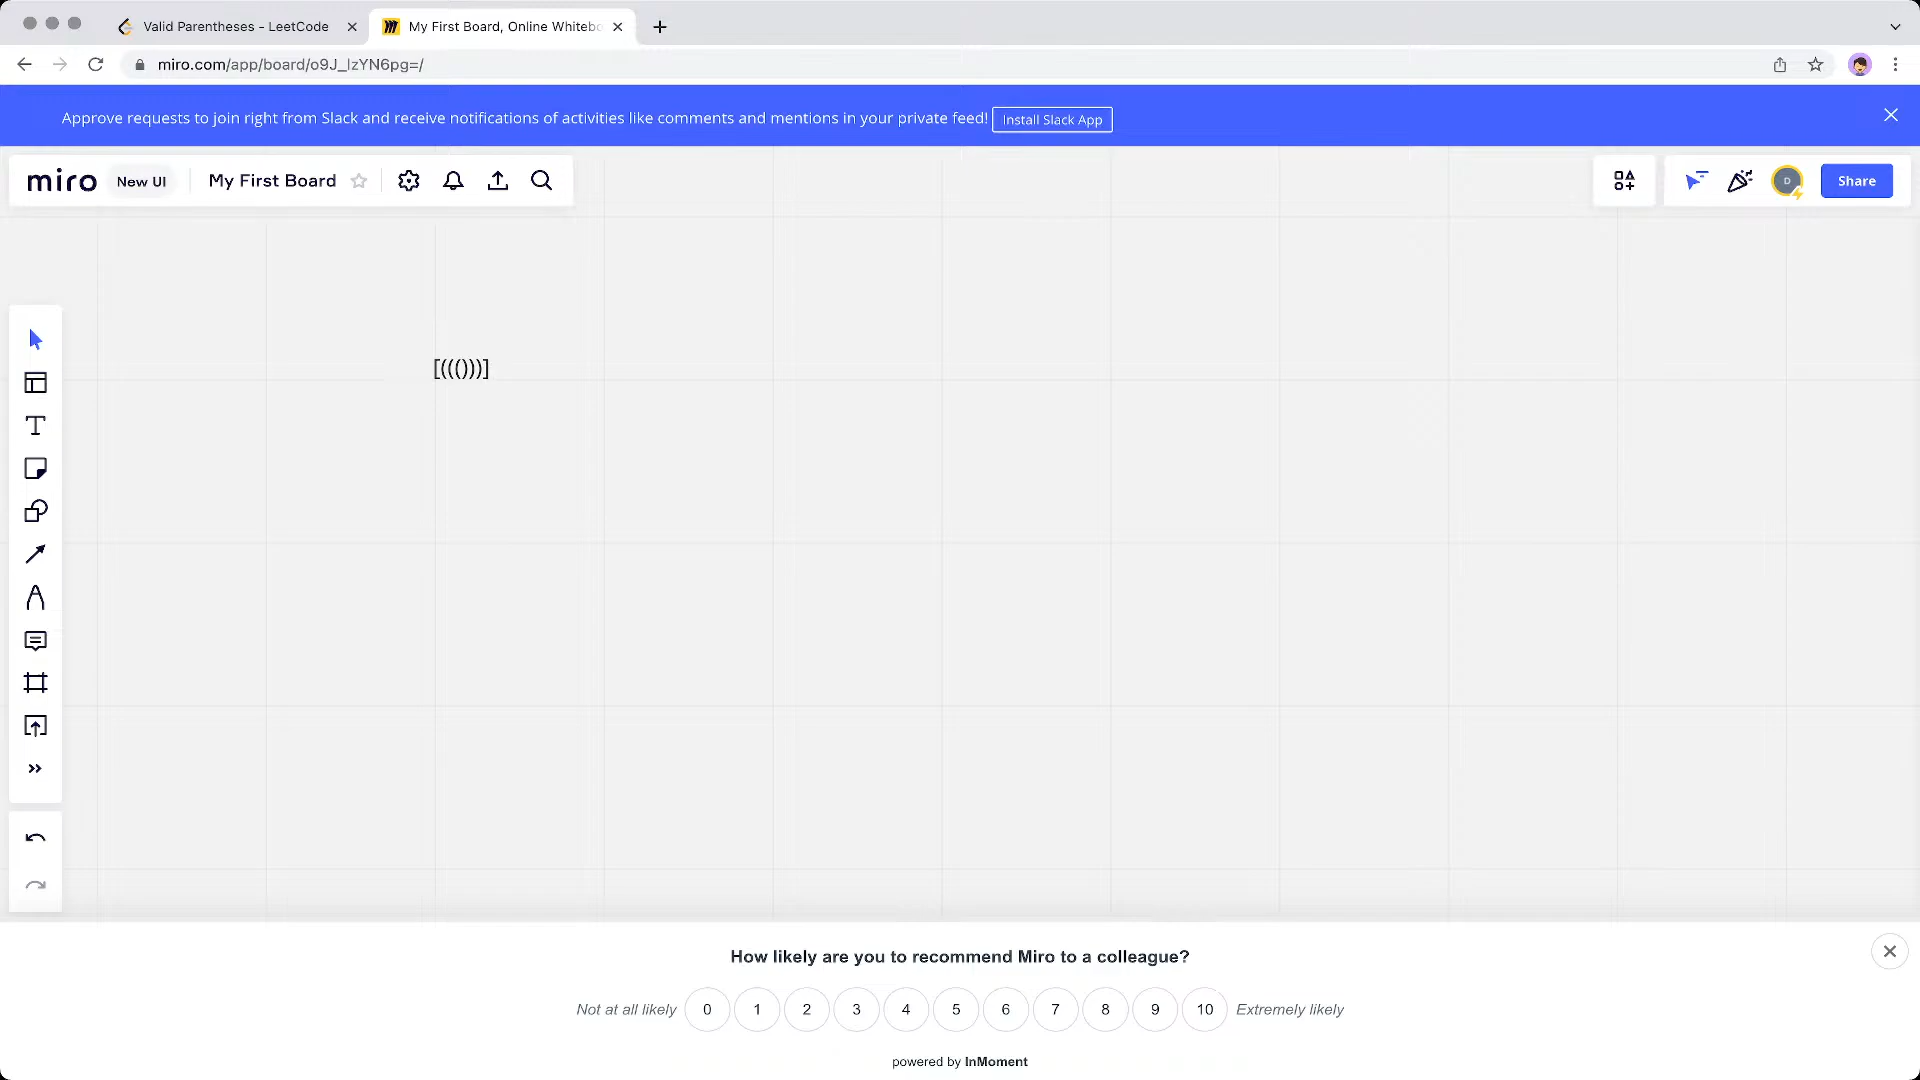 Valid Parentheses - LeetCode
My First Board, Online Whitebo
miro.com/app/board/o9J_lzYN6pg=/
Approve requests to join right from Slack and receive notifications of activities like comments and mentions in your private feed! Install Slack App
miro New UI My First Board
D Share
[((()))]
How likely are you to recommend Miro to a colleague?
Not at all likely 0 1 2 3 4 5 6 7 8 9 10 Extremely likely
powered by InMoment